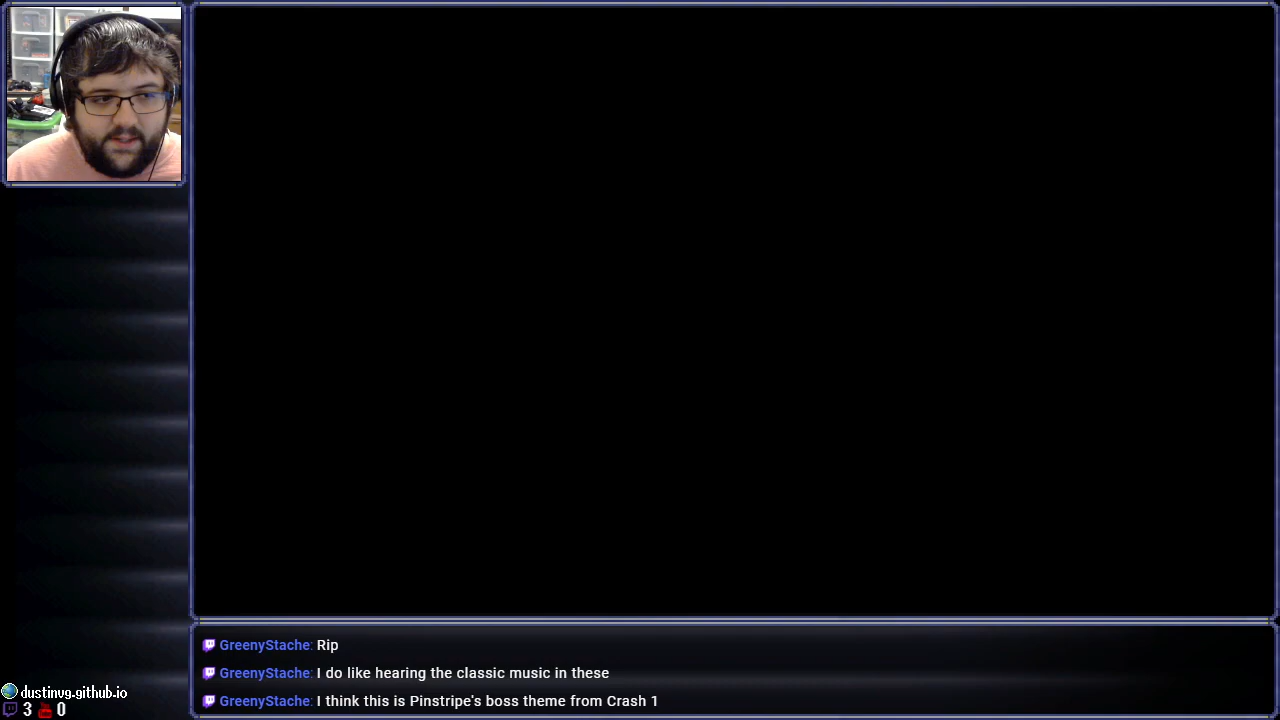 GreenyStache: Rip
GreenyStache: I do like hearing the classic music in these
GreenyStache: I think this is Pinstripe's boss theme from Crash 1
dustinvg.github.io
3 0